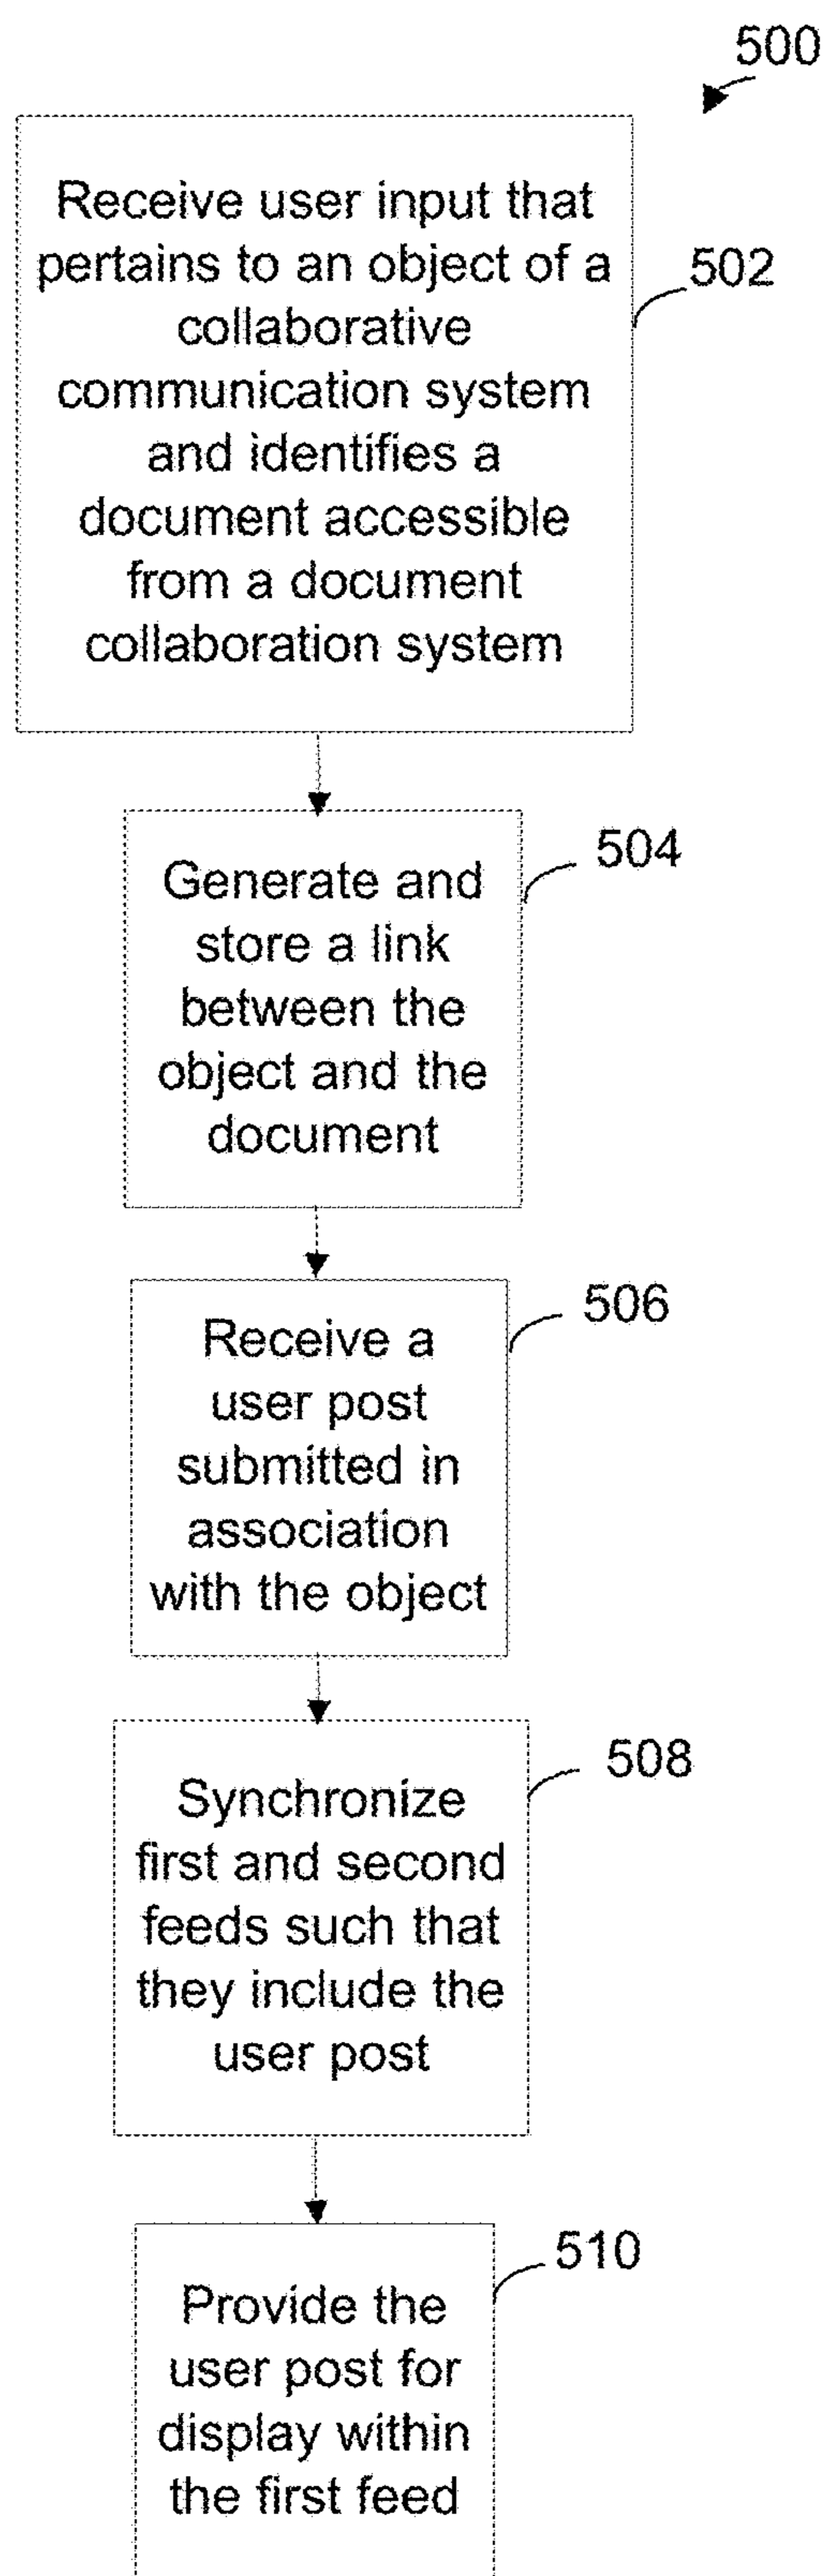 500
Receive user input that
pertains to an object of a
collaborative
communication system
and identifies a
document accessible
from a document
collaboration system
502
Generate and
store a link
between the
object and the
document
504
Receive a
user post
submitted in
association
with the object
506
Synchronize
first and second
feeds such that
they include the
user post
508
Provide the
user post for
display within
the first feed
510